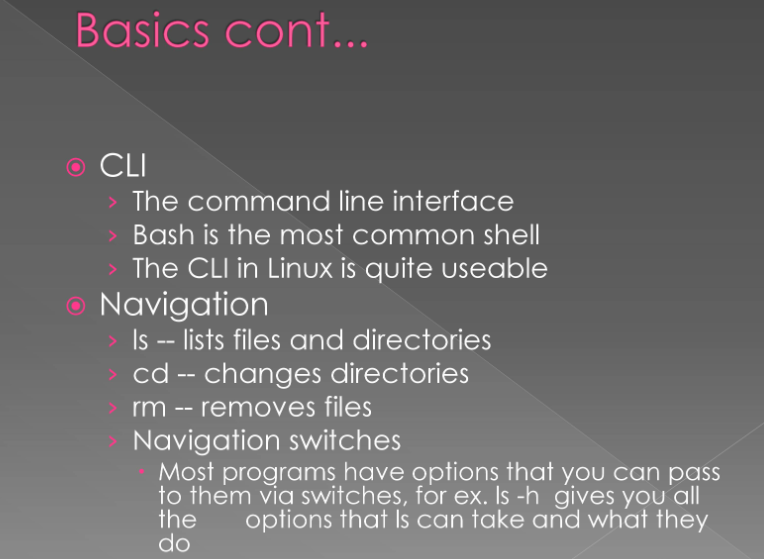 Basics cont...
CLI
The command line interface
Bash is the most common shell
The CLI in Linux is quite useable
Navigation
ls -- lists files and directories
cd -- changes directories
rm -- removes files
Navigation switches
Most programs have options that you can pass
to them via switches, for ex. ls -h gives you all
the options that ls can take and what they
do